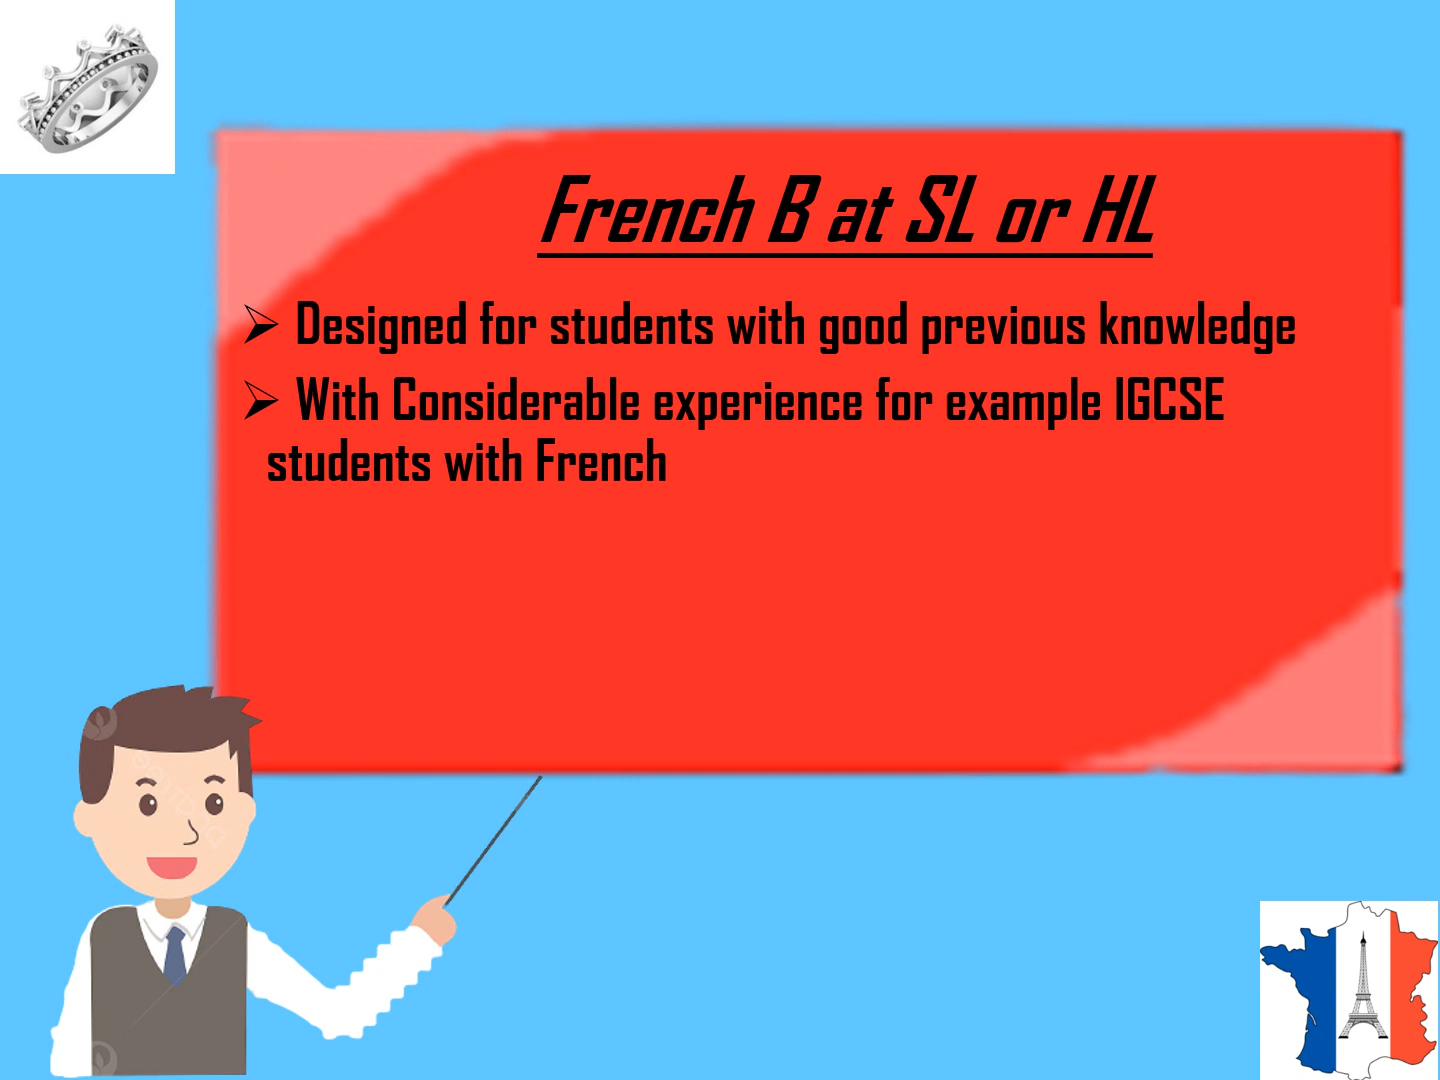 French B at SL or HL
➢ Designed for students with good previous knowledge
➢ With Considerable experience for example IGCSE
students with French